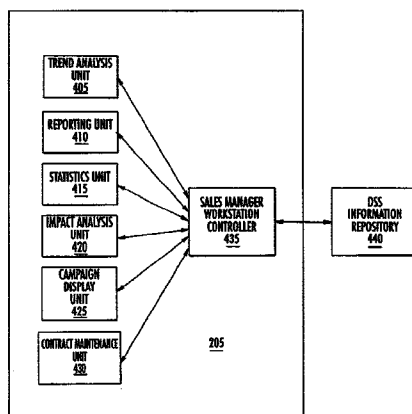 TREND ANALYSIS
UNIT
405
REPORTING UNIT
410
STATISTICS UNIT
415
IMPACT ANALYSIS
UNIT
420
CAMPAIGN
DISPLAY
UNIT
425
CONTRACT MAINTENANCE
UNIT
430
SALES MANAGER
WORKSTATION
CONTROLLER
435
DSS
INFORMATION
REPOSITORY
440
205